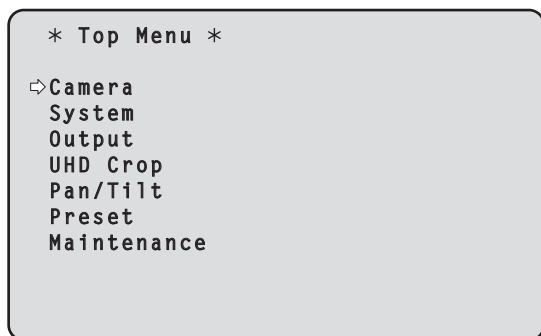 * Top Menu *
⇨Camera
System
Output
UHD Crop
Pan/Tilt
Preset
Maintenance